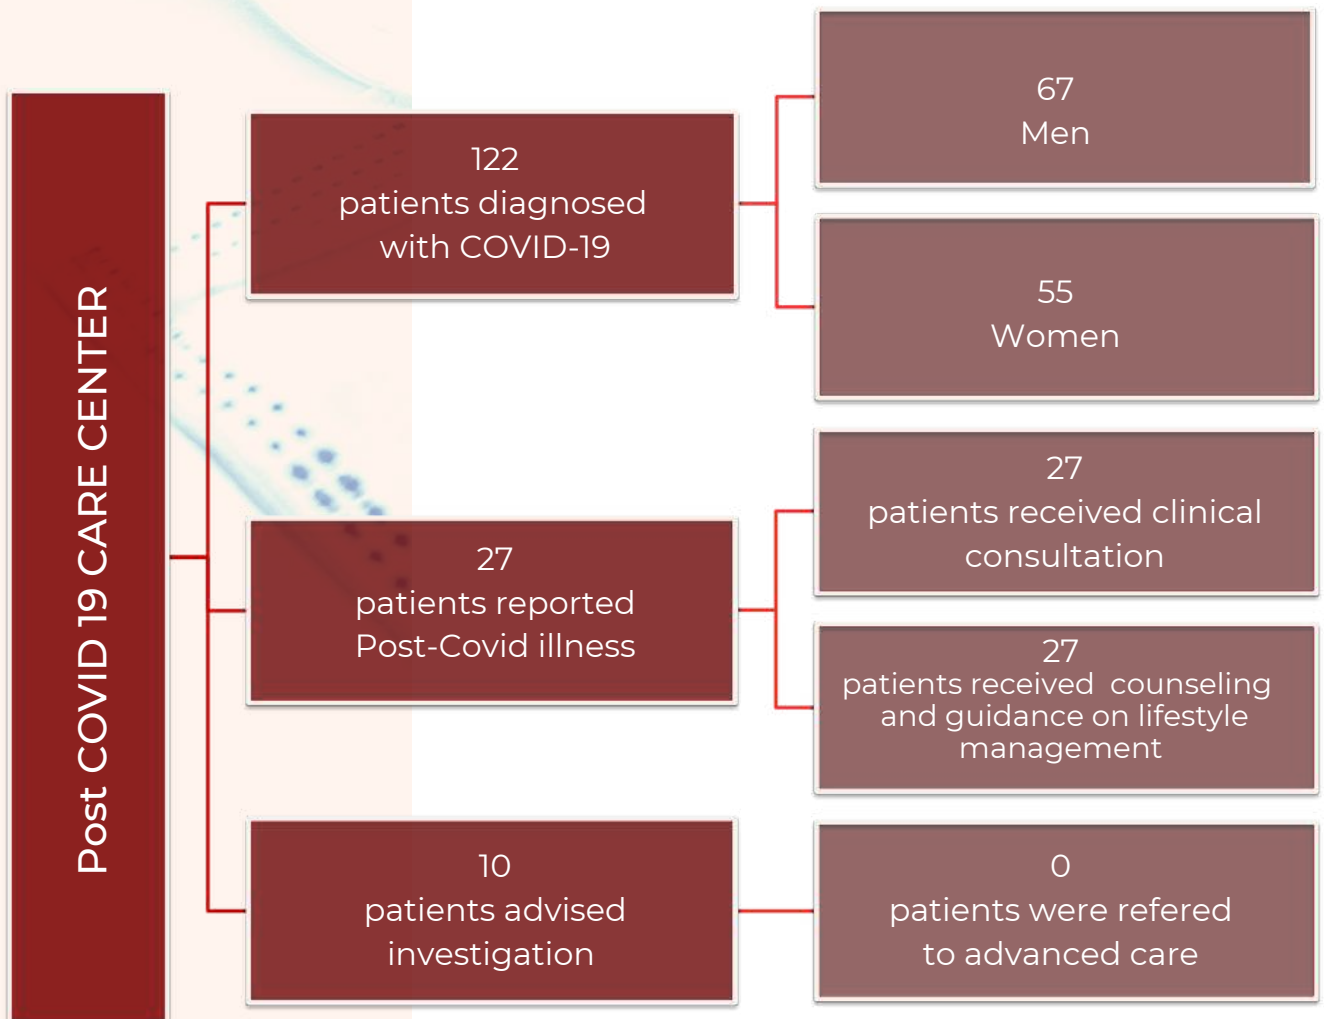 Post COVID 19 CARE CENTER
122
patients diagnosed
with COVID-19
67
Men
55
Women
27
patients reported
Post-Covid illness
27
patients received clinical
consultation
27
patients received counseling
and guidance on lifestyle
management
10
patients advised
investigation
0
patients were refered
to advanced care